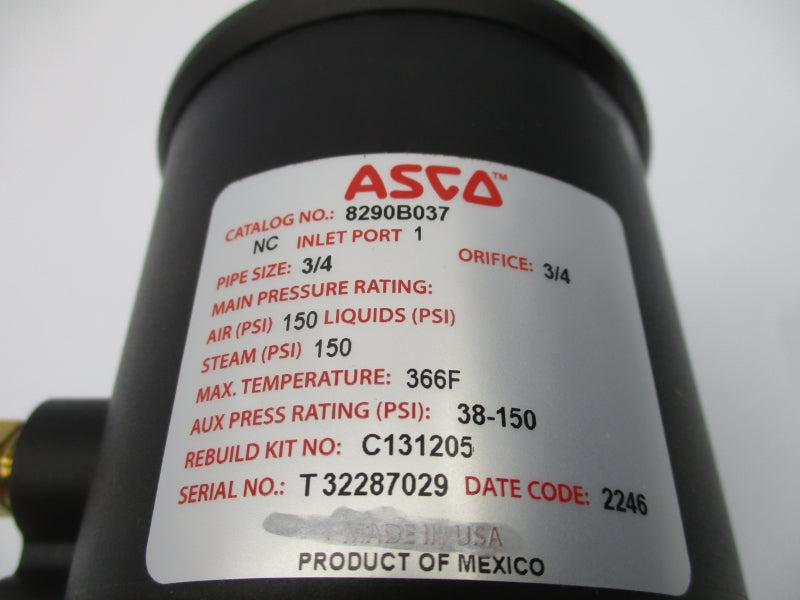 ASCO™
CATALOG NO.: 8290B037
NC INLET PORT 1
PIPE SIZE: 3/4 ORIFICE: 3/4
MAIN PRESSURE RATING:
AIR (PSI) 150 LIQUIDS (PSI)
STEAM (PSI) 150
MAX. TEMPERATURE: 366F
AUX PRESS RATING (PSI): 38-150
REBUILD KIT NO: C131205
SERIAL NO.: T 32287029 DATE CODE: 2246
MADE IN USA
PRODUCT OF MEXICO